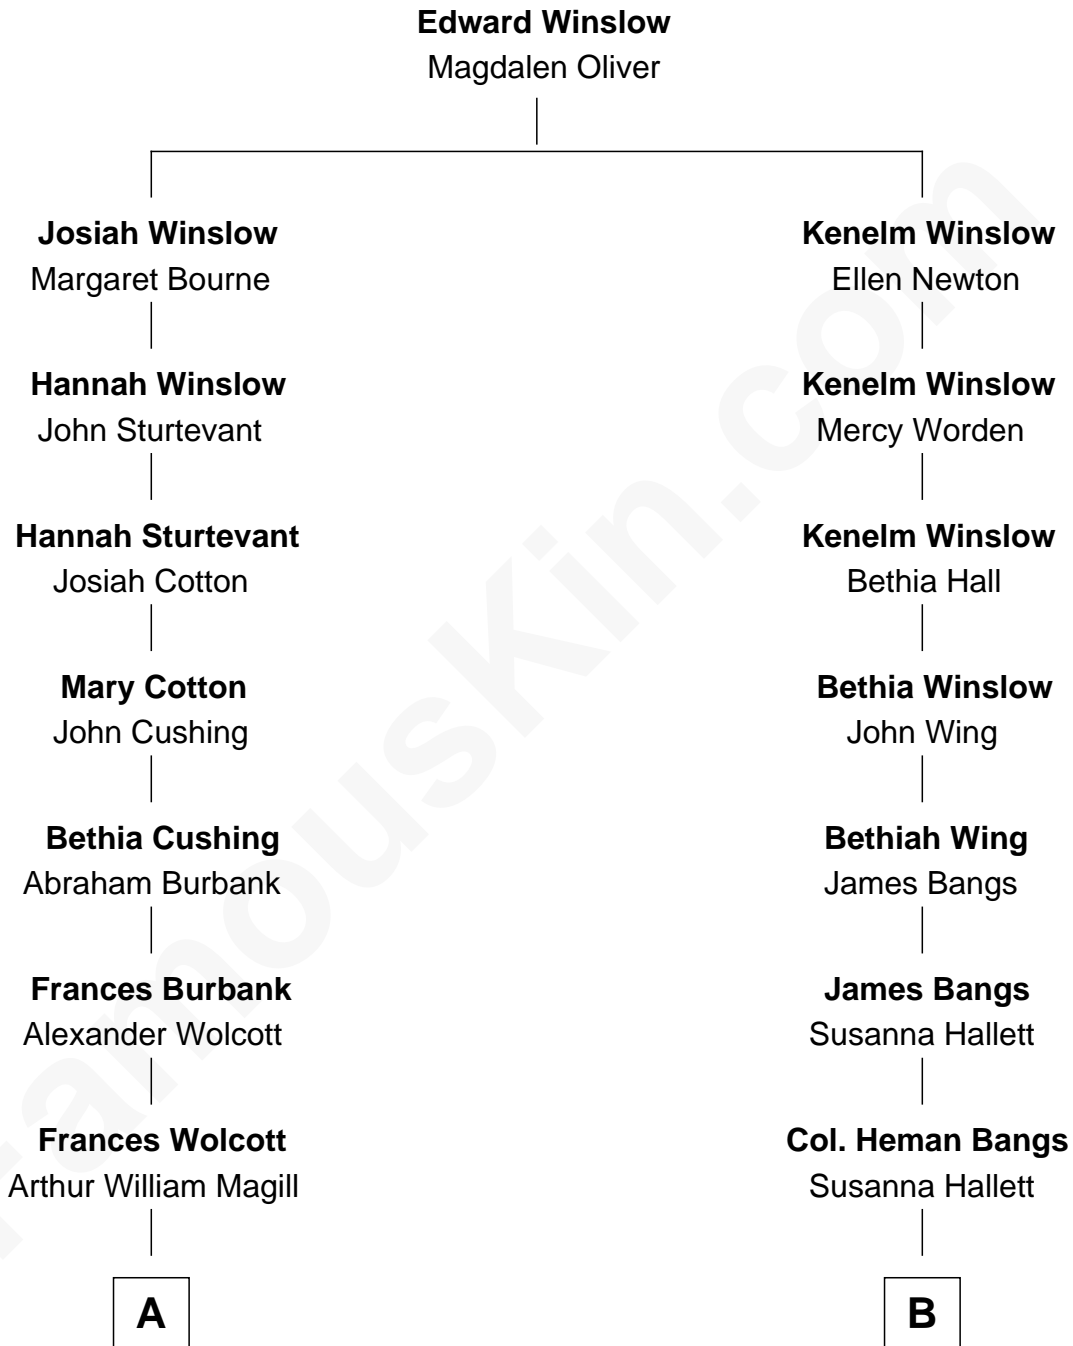 Edward Winslow
Magdalen Oliver
Josiah Winslow
Margaret Bourne
Kenelm Winslow
Ellen Newton
Hannah Winslow
John Sturtevant
Kenelm Winslow
Mercy Worden
Hannah Sturtevant
Josiah Cotton
Kenelm Winslow
Bethia Hall
Mary Cotton
John Cushing
Bethia Winslow
John Wing
Bethia Cushing
Abraham Burbank
Bethiah Wing
James Bangs
Frances Burbank
Alexander Wolcott
James Bangs
Susanna Hallett
Frances Wolcott
Arthur William Magill
Col. Heman Bangs
Susanna Hallett
A
B
FamousKin.com